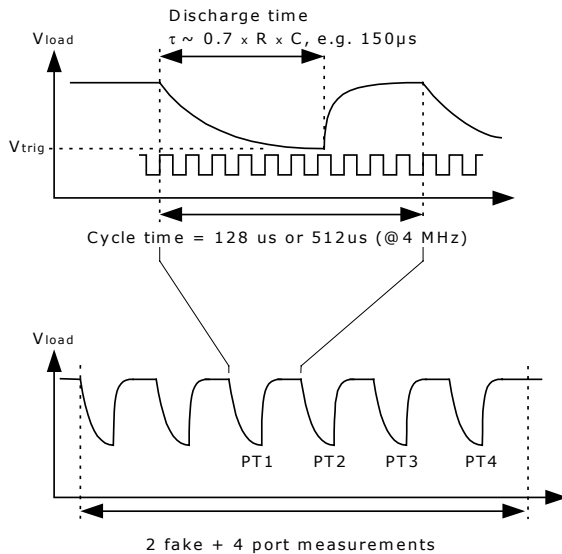 Discharge time
τ ~ 0.7 x R x C, e.g. 150µs
Vload
Vtrig
Cycle time = 128 us or 512us (@4 MHz)
Vload
PT1 PT2 PT3 PT4
2 fake + 4 port measurements